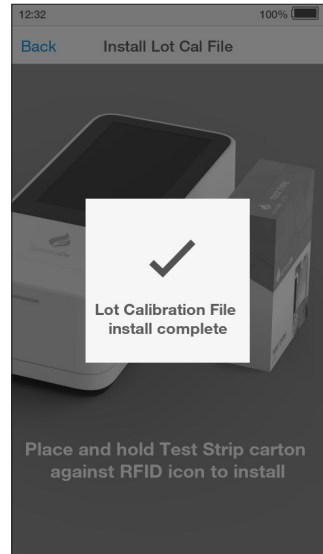 12:32 100%
Back Install Lot Cal File
Lot Calibration File
install complete
Place and hold Test Strip carton
against RFID icon to install